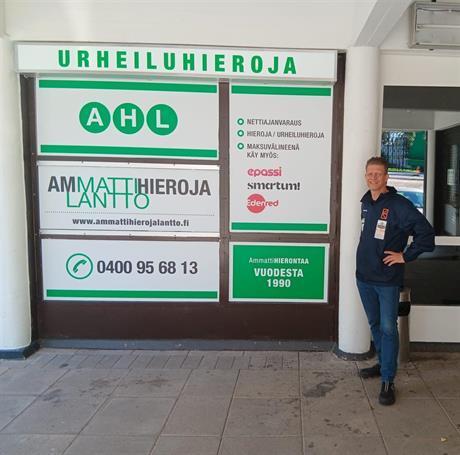 URHEILUHIEROJA
AHL
AMMATTIHIEROJA
LANTTO
www.ammattihierojalantto.fi
0400 95 68 13
NETTIAJANVARAUS
HIEROJA / URHEILUHIEROJA
MAKSUVÄLINEENÄ
KÄY MYÖS:
epassi
smartum!
Edenred
AmmattiHIERONTAA
VUODESTA
1990